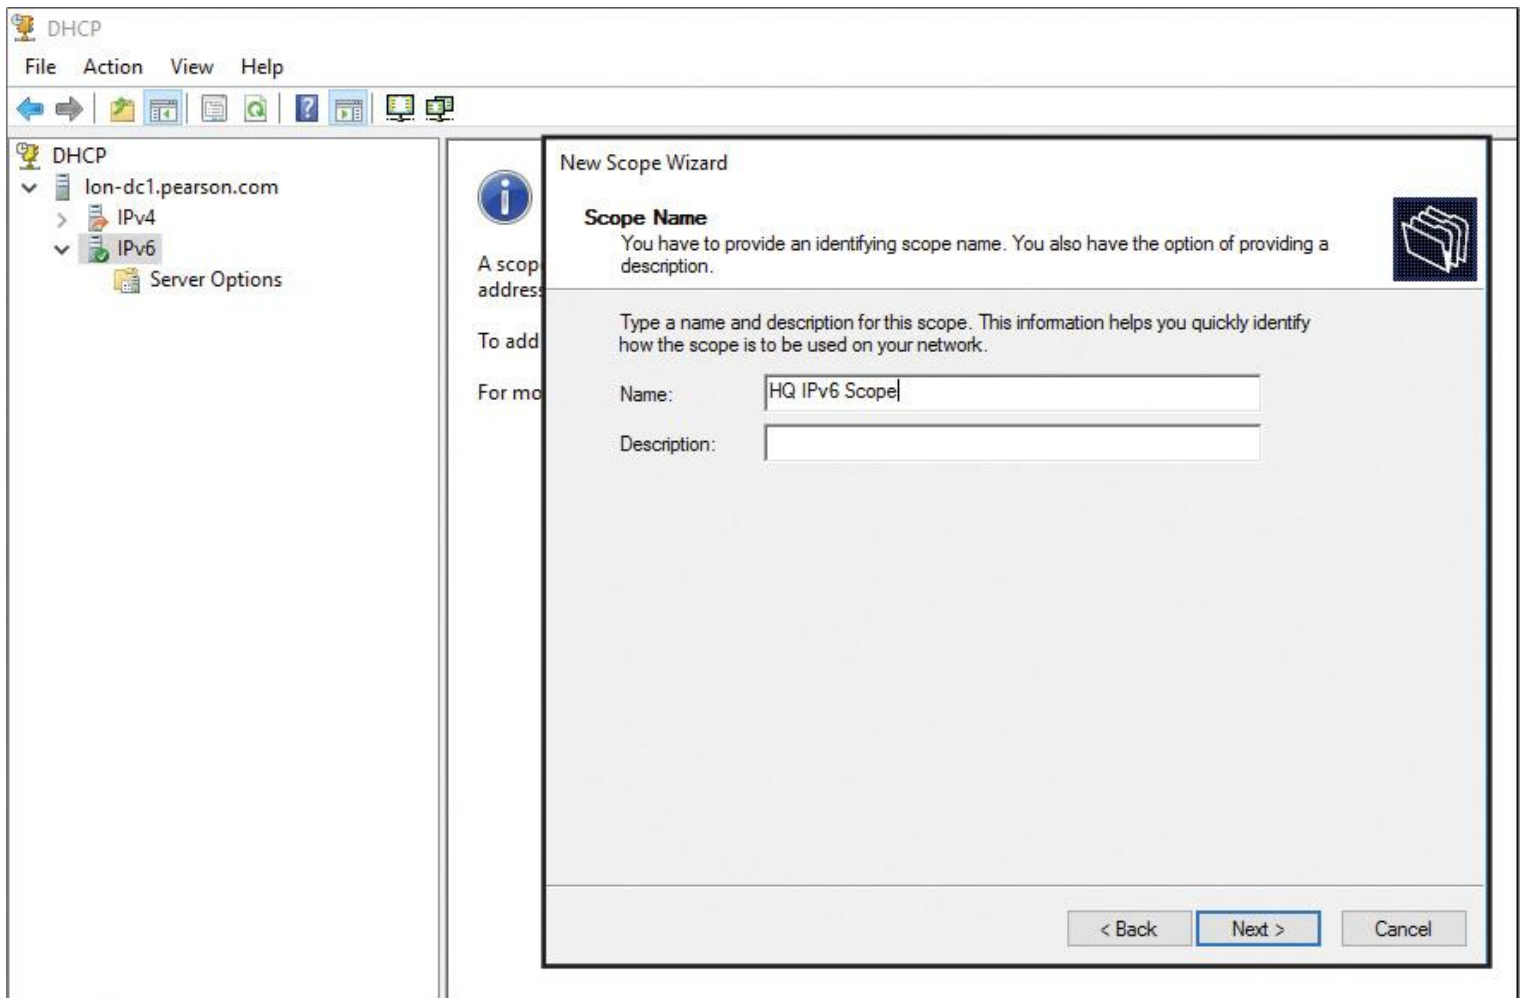 DHCP
File Action View Help
DHCP
lon-dc1.pearson.com
IPv4
IPv6
Server Options
A scop
address
To add
For mo
New Scope Wizard
Scope Name
You have to provide an identifying scope name. You also have the option of providing a
description.
Type a name and description for this scope. This information helps you quickly identify
how the scope is to be used on your network.
Name: HQ IPv6 Scope
Description:
< Back Next > Cancel